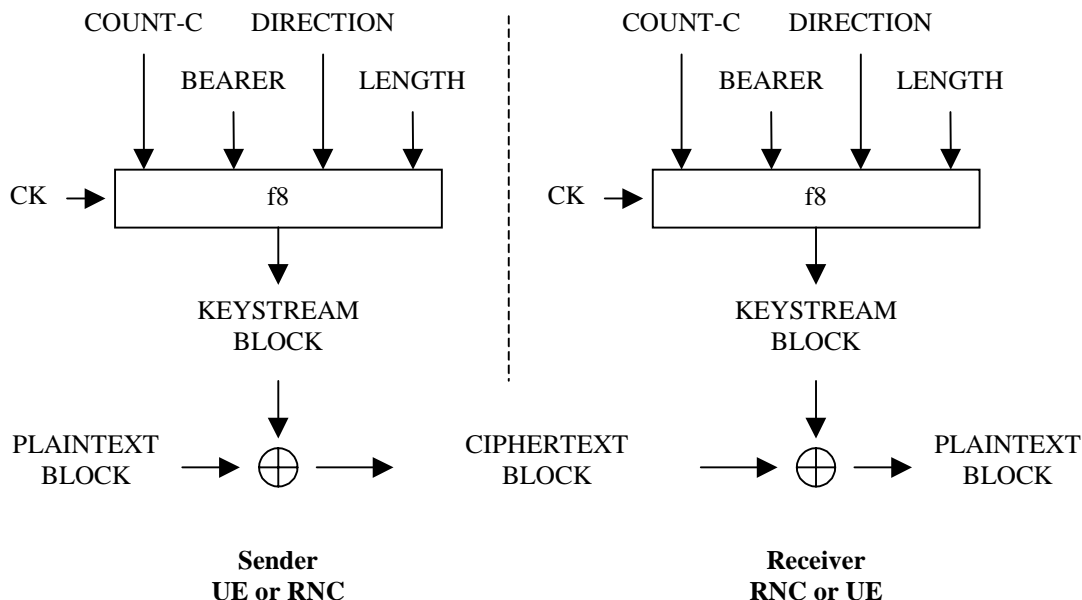 COUNT-C DIRECTION COUNT-C DIRECTION
BEARER LENGTH BEARER LENGTH
CK f8 CK f8
KEYSTREAM KEYSTREAM
BLOCK BLOCK
PLAINTEXT CIPHERTEXT PLAINTEXT
BLOCK BLOCK BLOCK
Sender Receiver
UE or RNC RNC or UE